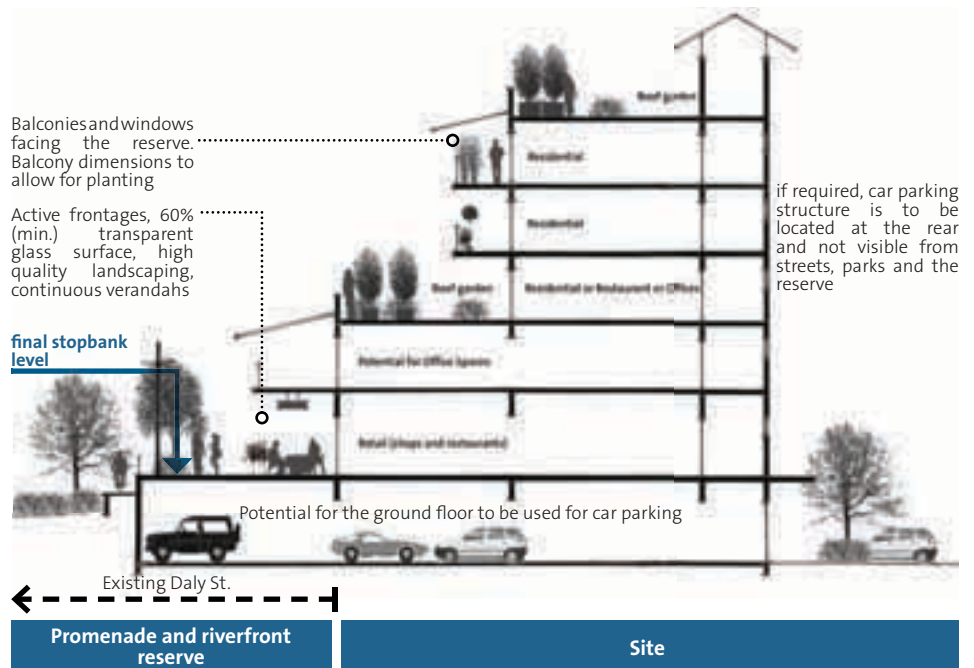 Balconies and windows
facing the reserve.
Balcony dimensions to
allow for planting
Active frontages, 60%
(min.) transparent
glass surface, high
quality landscaping,
continuous verandahs
final stopbank
level
Roof garden
Residential
Residential
Roof garden
Residential or Restaurant or Offices
Potential for Office Spaces
Retail (shops and restaurants)
if required, car parking
structure is to be
located at the rear
and not visible from
streets, parks and the
reserve
Potential for the ground floor to be used for car parking
Existing Daly St.
Promenade and riverfront
reserve
Site